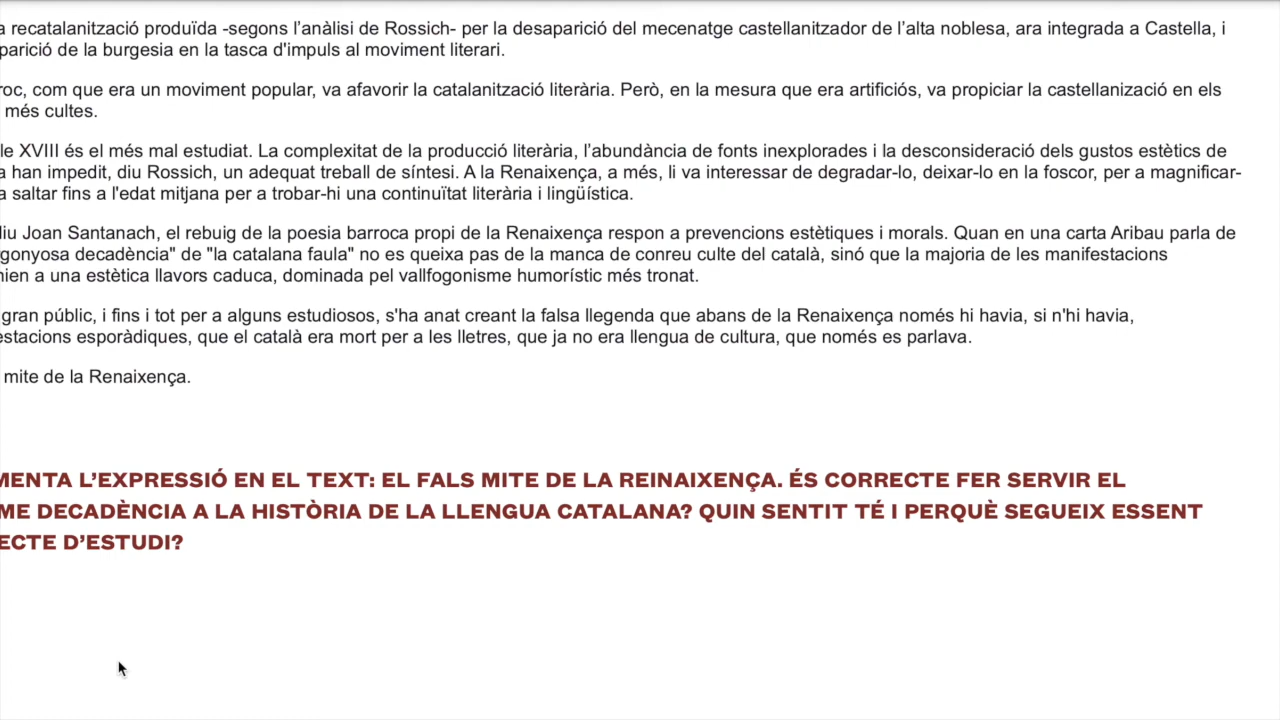 a recatalanització produïda -segons l’anàlisi de Rossich- per la desaparició del mecenatge castellanitzador de l’alta noblesa, ara integrada a Castella, i
parició de la burgesia en la tasca d'impuls al moviment literari.
roc, com que era un moviment popular, va afavorir la catalanització literària. Però, en la mesura que era artificiós, va propiciar la castellanizació en els
més cultes.
le XVIII és el més mal estudiat. La complexitat de la producció literària, l’abundància de fonts inexplorades i la desconsideració dels gustos estètics de
a han impedit, diu Rossich, un adequat treball de síntesi. A la Renaixença, a més, li va interessar de degradar-lo, deixar-lo en la foscor, per a magnificar-
a saltar fins a l'edat mitjana per a trobar-hi una continuïtat literària i lingüística.
diu Joan Santanach, el rebuig de la poesia barroca propi de la Renaixença respon a prevencions estètiques i morals. Quan en una carta Aribau parla de
rgonyosa decadència" de "la catalana faula" no es queixa pas de la manca de conreu culte del català, sinó que la majoria de les manifestacions
nien a una estètica llavors caduca, dominada pel vallfogonisme humorístic més tronat.
gran públic, i fins i tot per a alguns estudiosos, s'ha anat creant la falsa llegenda que abans de la Renaixença només hi havia, si n'hi havia,
estacions esporàdiques, que el català era mort per a les lletres, que ja no era llengua de cultura, que només es parlava.
mite de la Renaixença.
MENTA L’EXPRESSIÓ EN EL TEXT: EL FALS MITE DE LA REINAIXENÇA. ÉS CORRECTE FER SERVIR EL
ME DECADÈNCIA A LA HISTÒRIA DE LA LLENGUA CATALANA? QUIN SENTIT TÉ I PERQUÈ SEGUEIX ESSENT
ECTE D’ESTUDI?